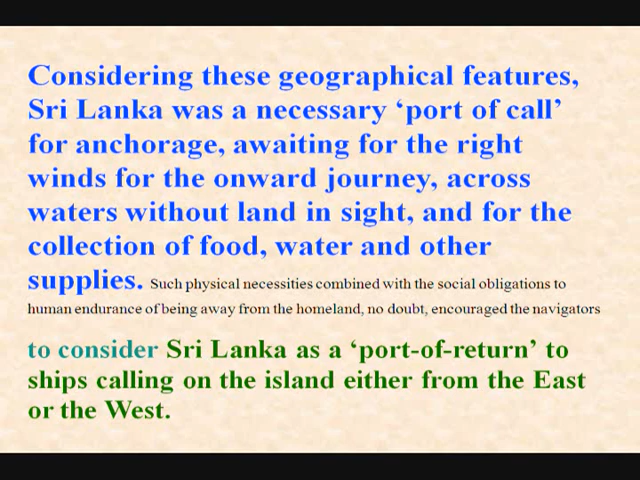 Considering these geographical features,
Sri Lanka was a necessary ‘port of call’
for anchorage, awaiting for the right
winds for the onward journey, across
waters without land in sight, and for the
collection of food, water and other
supplies. Such physical necessities combined with the social obligations to
human endurance of being away from the homeland, no doubt, encouraged the navigators
to consider Sri Lanka as a ‘port-of-return’ to
ships calling on the island either from the East
or the West.